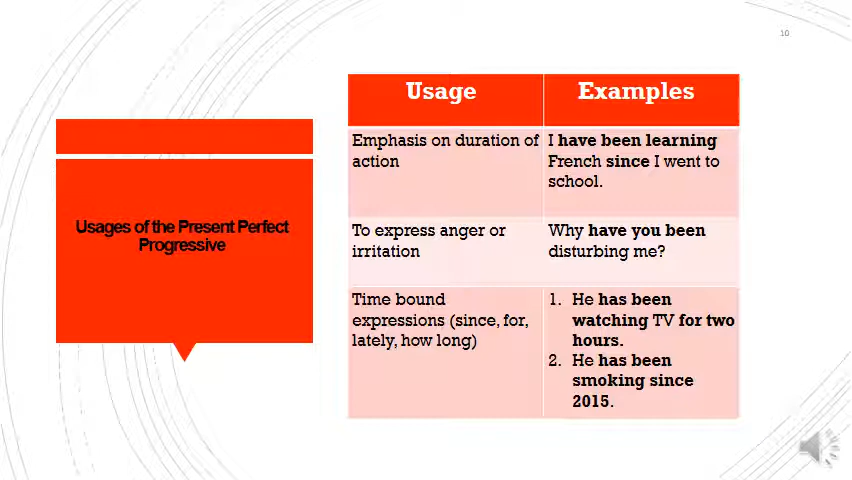 10
Usages of the Present Perfect
Progressive
Usage
Examples
Emphasis on duration of
action
I have been learning
French since I went to
school.
To express anger or
irritation
Why have you been
disturbing me?
Time bound
expressions (since, for,
lately, how long)
1. He has been
watching TV for two
hours.
2. He has been
smoking since
2015.